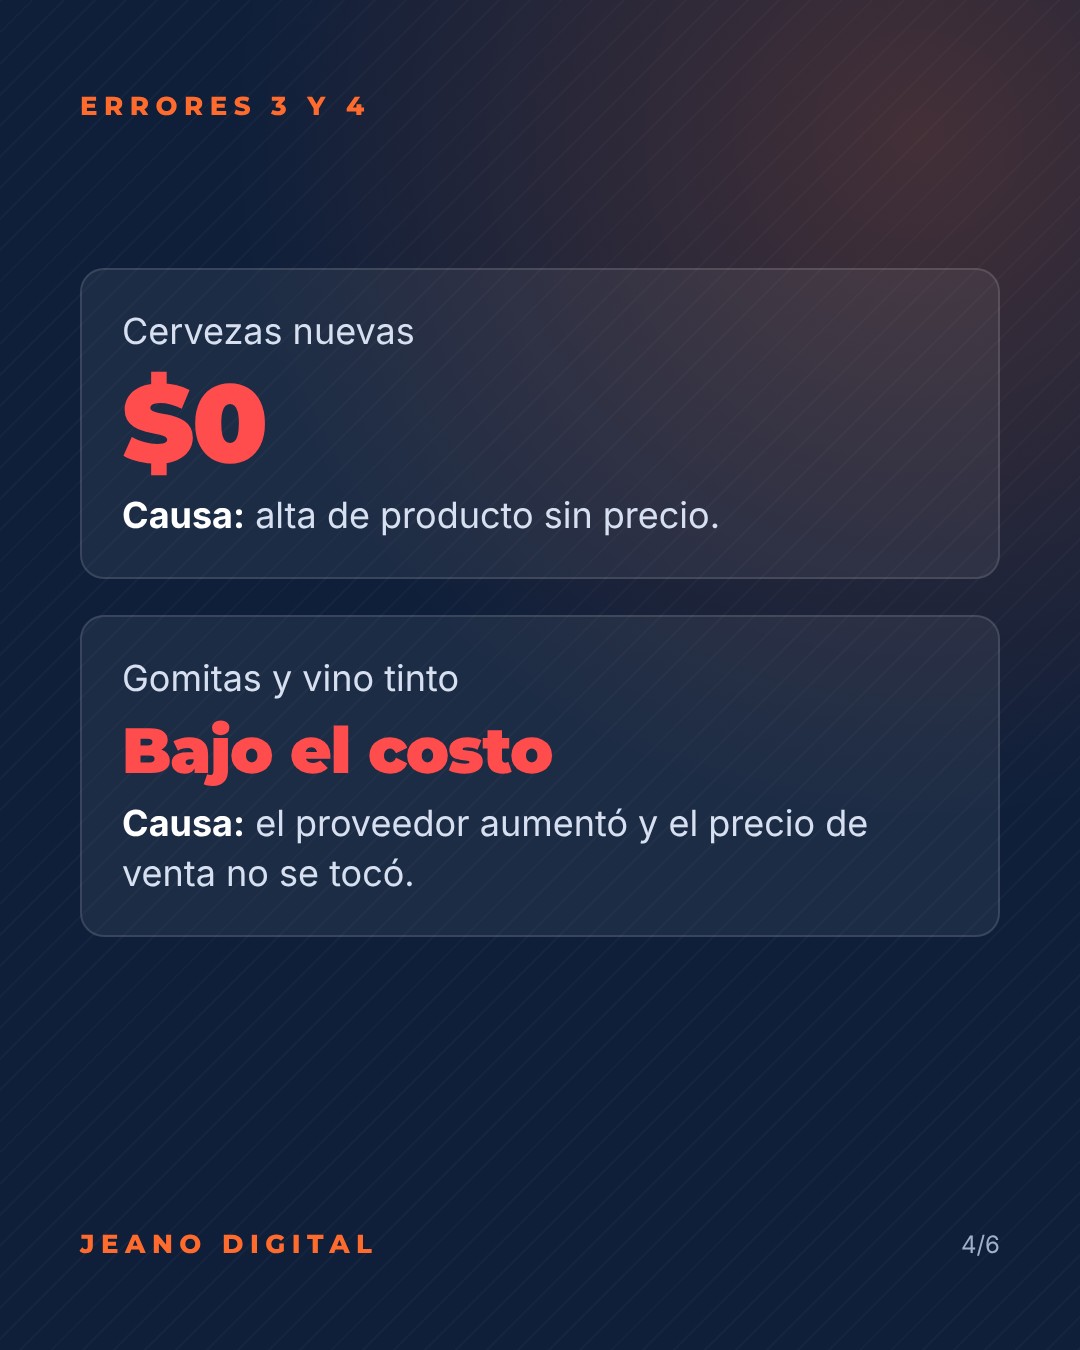 ERRORES 3 Y 4
Cervezas nuevas
$0
Causa: alta de producto sin precio.
Gomitas y vino tinto
Bajo el costo
Causa: el proveedor aumentó y el precio de
venta no se tocó.
JEANO DIGITAL
4/6